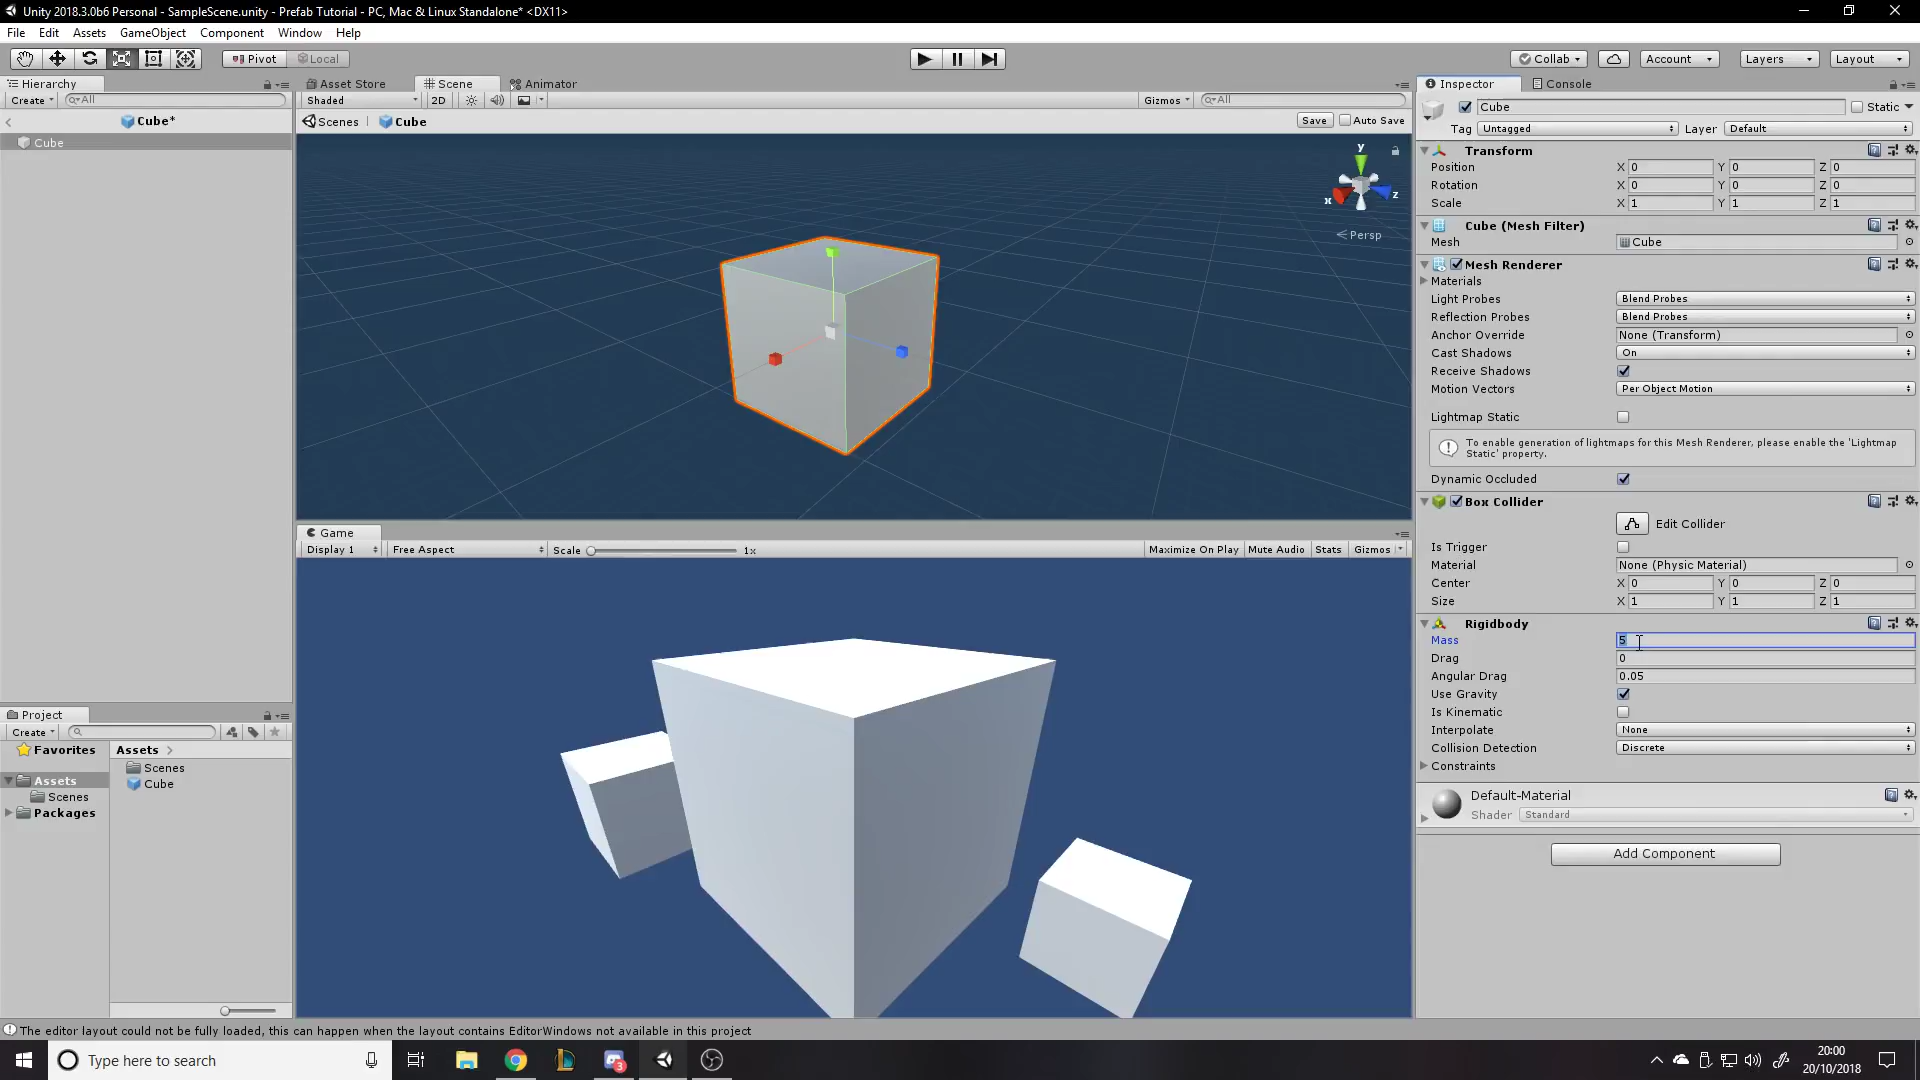 Unity 2018.3.0b6 Personal - SampleScene.unity - Prefab Tutorial - PC, Mac & Linux Standalone* <DX11>
File Edit Assets GameObject Component Window Help
Pivot Local Collab Account Layers Layout
Hierarchy
Create All
Cube*
Cube
Asset Store Scene Animator
Shaded 2D Gizmos All
Scenes Cube Save Auto Save
y
x
z
Persp
Game
Display 1 Free Aspect Scale 1x Maximize On Play Mute Audio Stats Gizmos
Project
Create
Favorites
Assets
Scenes
Packages
Assets
Scenes
Cube
Inspector Console
Cube Static
Tag Untagged Layer Default
Transform
Position X 0 Y 0 Z 0
Rotation X 0 Y 0 Z 0
Scale X 1 Y 1 Z 1
Cube (Mesh Filter)
Mesh Cube
Mesh Renderer
Materials
Light Probes Blend Probes
Reflection Probes Blend Probes
Anchor Override None (Transform)
Cast Shadows On
Receive Shadows
Motion Vectors Per Object Motion
Lightmap Static
To enable generation of lightmaps for this Mesh Renderer, please enable the 'Lightmap
Static' property.
Dynamic Occluded
Box Collider
Edit Collider
Is Trigger
Material None (Physic Material)
Center X 0 Y 0 Z 0
Size X 1 Y 1 Z 1
Rigidbody
Mass 5
Drag 0
Angular Drag 0.05
Use Gravity
Is Kinematic
Interpolate None
Collision Detection Discrete
Constraints
Default-Material
Shader Standard
Add Component
The editor layout could not be fully loaded, this can happen when the layout contains EditorWindows not available in this project
Type here to search
3
20:00
20/10/2018